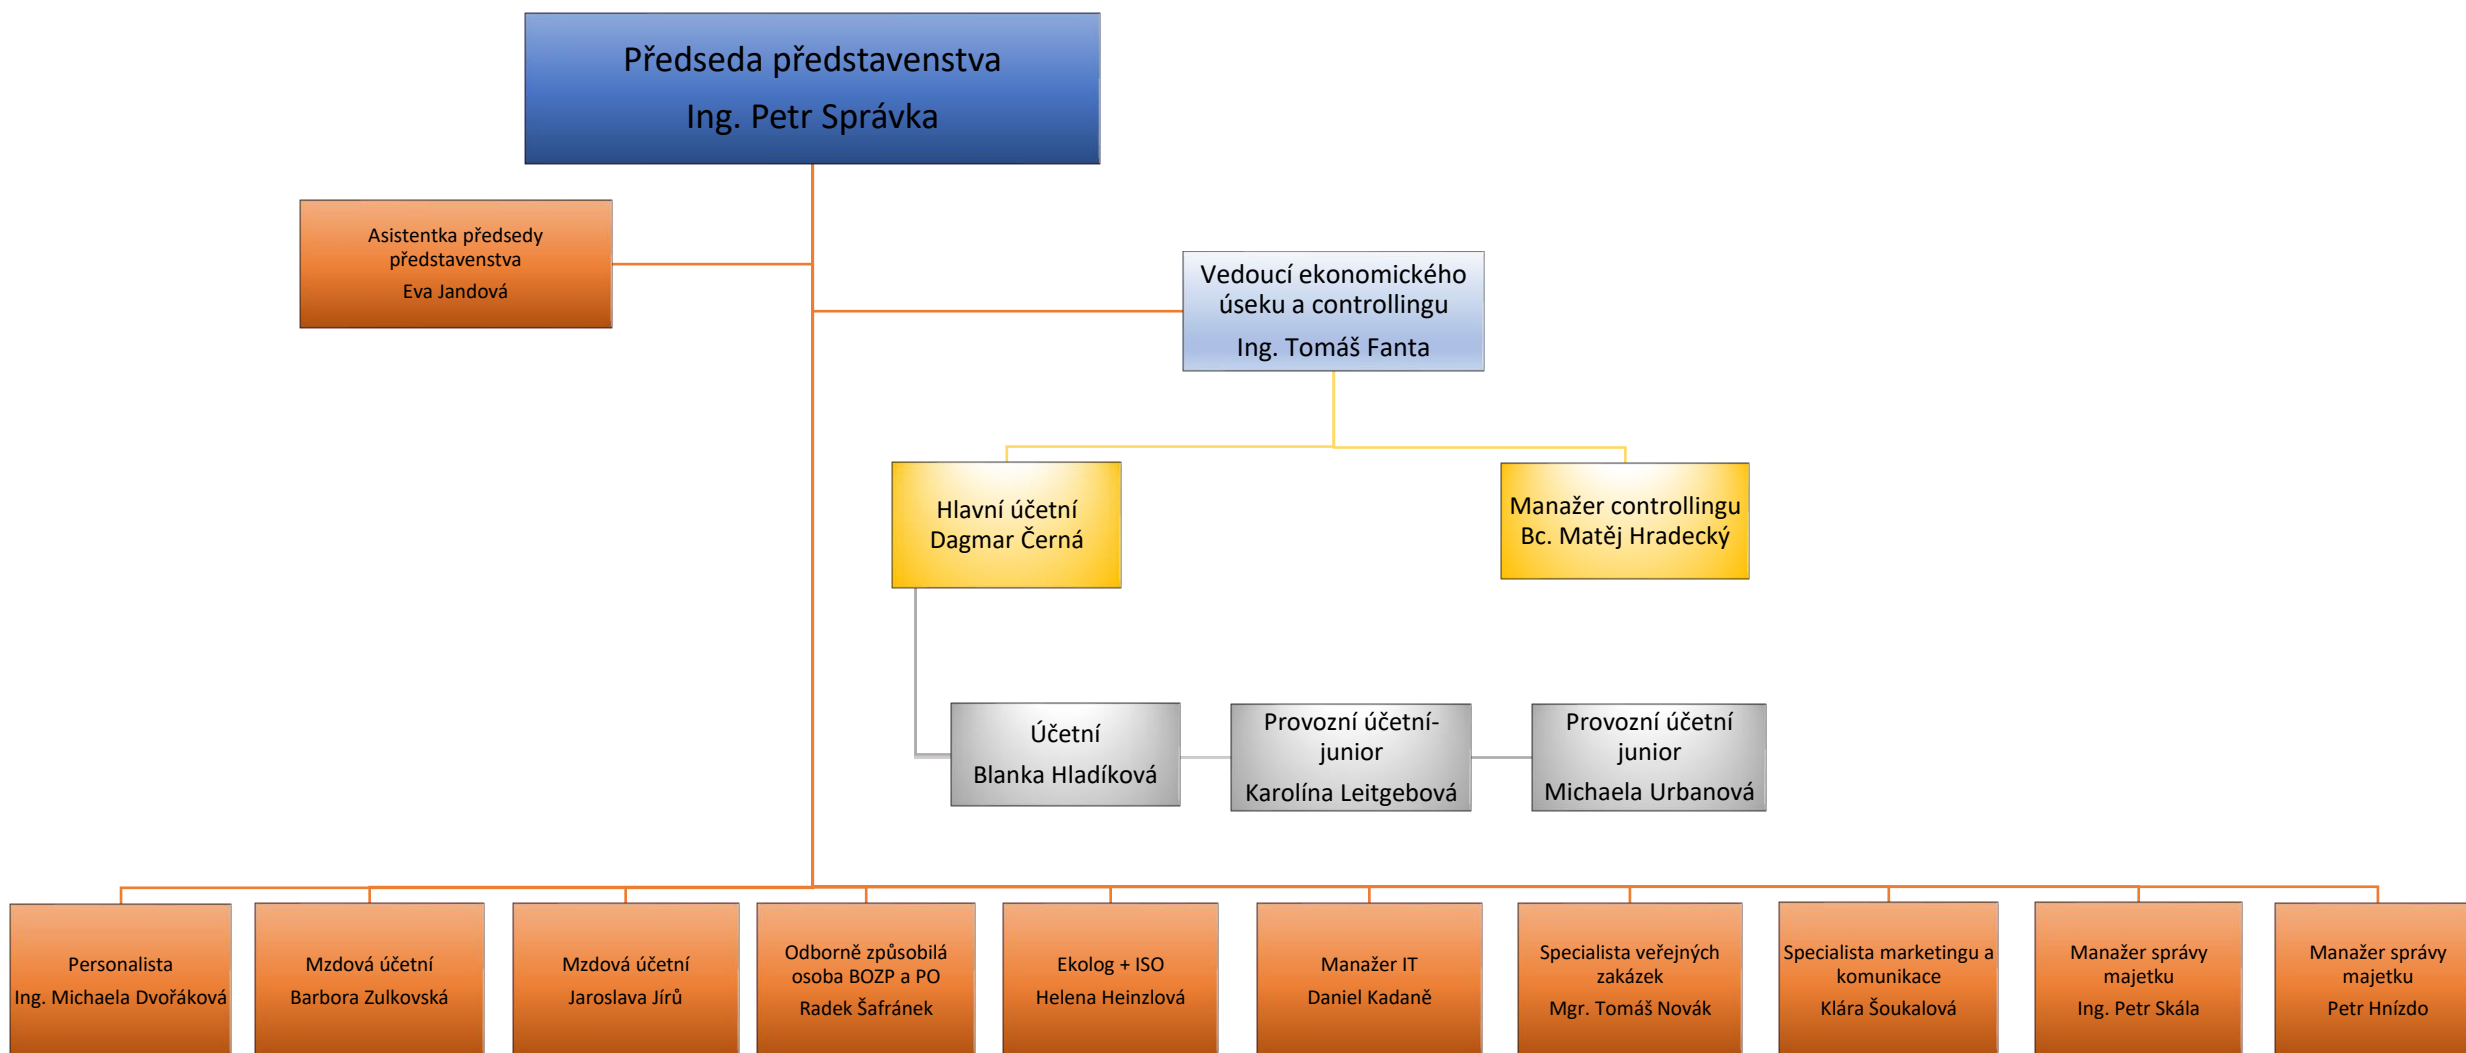 Předseda představenstva
Ing. Petr Správka
Asistentka předsedy
představenstva
Eva Jandová
Vedoucí ekonomického
úseku a controllingu
Ing. Tomáš Fanta
Hlavní účetní
Dagmar Černá
Manažer controllingu
Bc. Matěj Hradecký
Účetní
Blanka Hladíková
Provozní účetní-
junior
Karolína Leitgebová
Provozní účetní
junior
Michaela Urbanová
Personalista
Ing. Michaela Dvořáková
Mzdová účetní
Barbora Zulkovská
Mzdová účetní
Jaroslava Jírů
Odborně způsobilá
osoba BOZP a PO
Radek Šafránek
Ekolog + ISO
Helena Heinzlová
Manažer IT
Daniel Kadaně
Specialista veřejných
zakázek
Mgr. Tomáš Novák
Specialista marketingu a
komunikace
Klára Šoukalová
Manažer správy
majetku
Ing. Petr Skála
Manažer správy
majetku
Petr Hnízdo